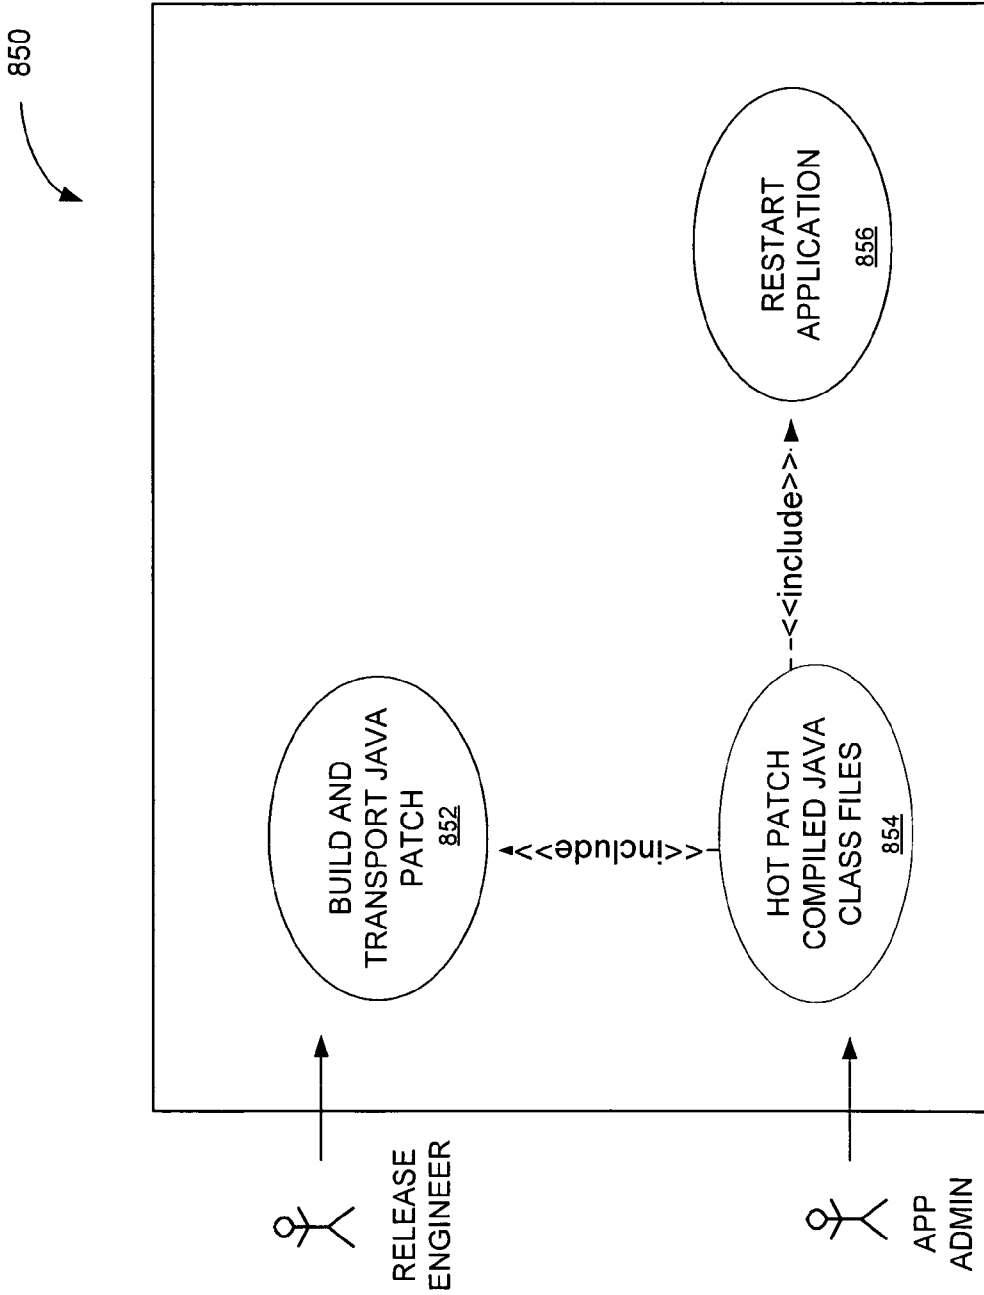 850
RELEASE
ENGINEER
BUILD AND
TRANSPORT JAVA
PATCH
852
<<include>>
APP
ADMIN
HOT PATCH
COMPILED JAVA
CLASS FILES
854
<<include>>
RESTART
APPLICATION
856